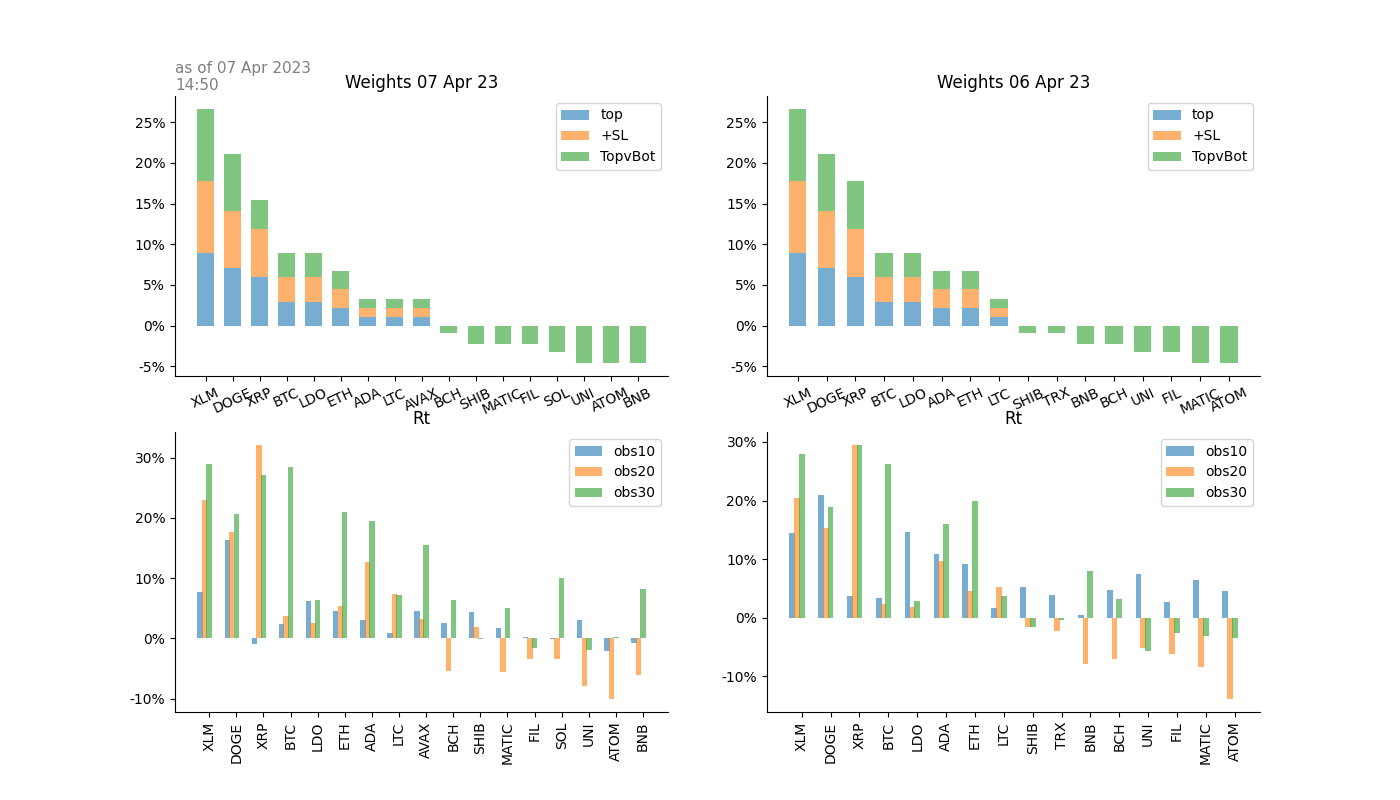 as of 07 Apr 2023
14:50
Weights 07 Apr 23
25%
20%
15%
10%
5%
0%
-5%
top
+SL
TopvBot
XLM DOGE XRP BTC LDO ETH ADA LTC AVAX BCH SHIB MATIC FIL SOL UNI ATOM BNB
Weights 06 Apr 23
25%
20%
15%
10%
5%
0%
-5%
top
+SL
TopvBot
XLM DOGE XRP BTC LDO ADA ETH LTC SHIB TRX BNB BCH UNI FIL MATIC ATOM
Rt
30%
20%
10%
0%
-10%
obs10
obs20
obs30
XLM DOGE XRP BTC LDO ETH ADA LTC AVAX BCH SHIB MATIC FIL SOL UNI ATOM BNB
Rt
30%
20%
10%
0%
-10%
obs10
obs20
obs30
XLM DOGE XRP BTC LDO ADA ETH LTC SHIB TRX BNB BCH UNI FIL MATIC ATOM